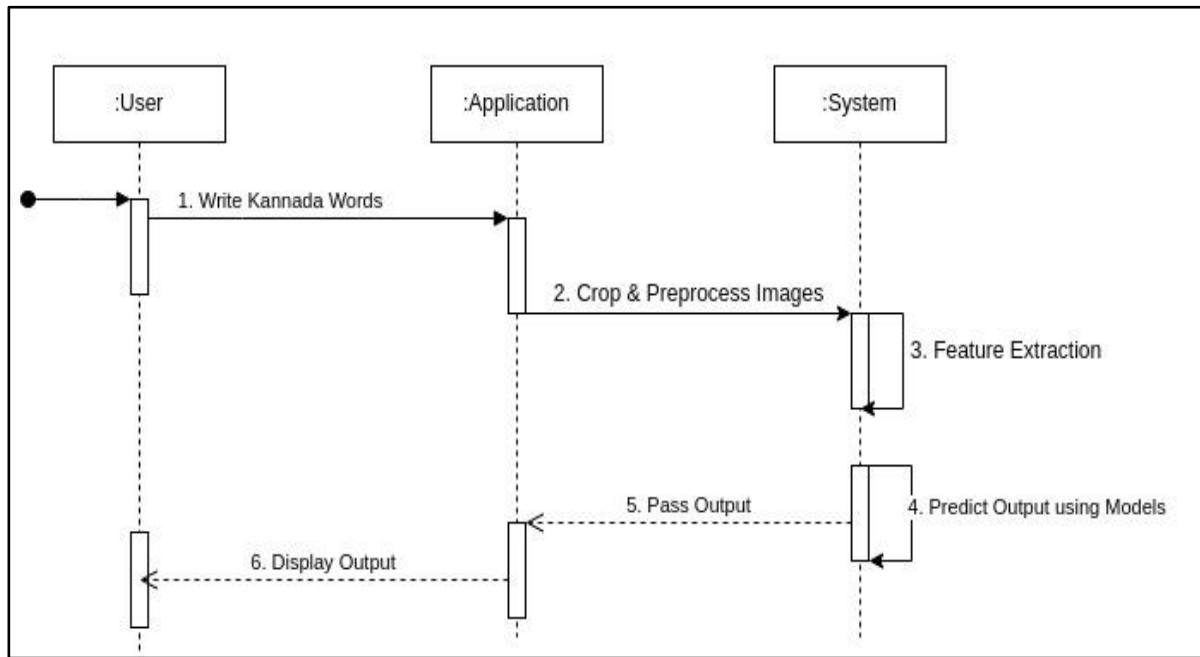 :User
:Application
:System
1. Write Kannada Words
2. Crop & Preprocess Images
3. Feature Extraction
4. Predict Output using Models
5. Pass Output
6. Display Output